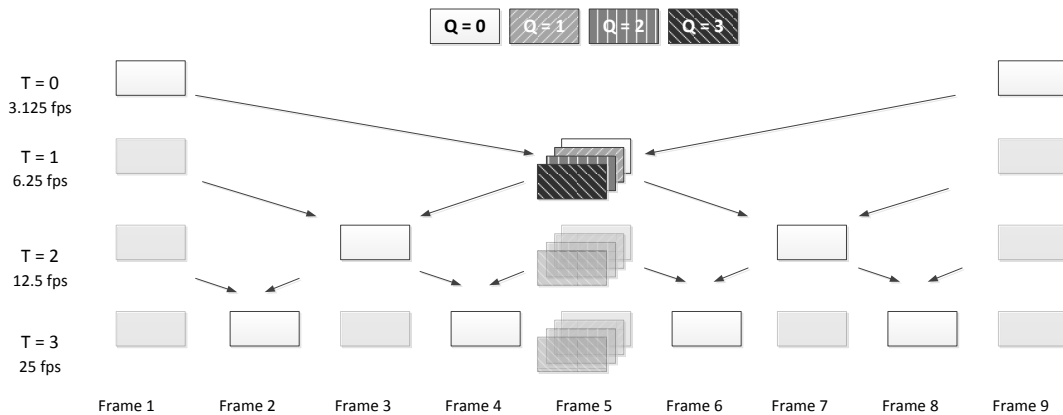 Q = 0 Q = 1 Q = 2 Q = 3
T = 0
3.125 fps
T = 1
6.25 fps
T = 2
12.5 fps
T = 3
25 fps
Frame 1 Frame 2 Frame 3 Frame 4 Frame 5 Frame 6 Frame 7 Frame 8 Frame 9